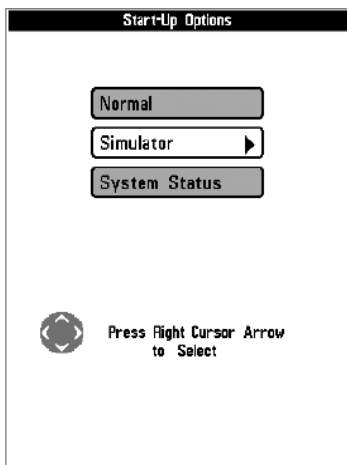 Start-Up Options
Normal
Simulator
System Status
Press Right Cursor Arrow
to Select